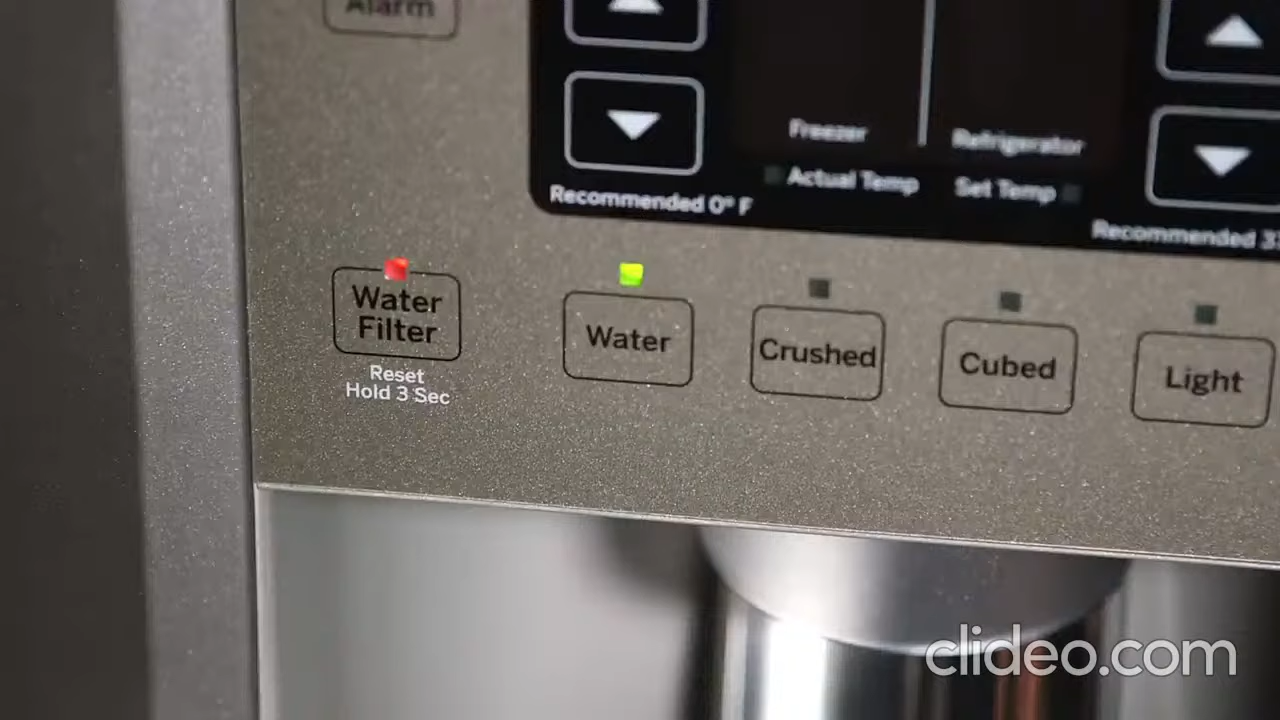 Alarm
Freezer
Refrigerator
Actual Temp
Set Temp
Recommended 0° F
Recommended
Water
Filter
Reset
Hold 3 Sec
Water
Crushed
Cubed
Light
clideo.com